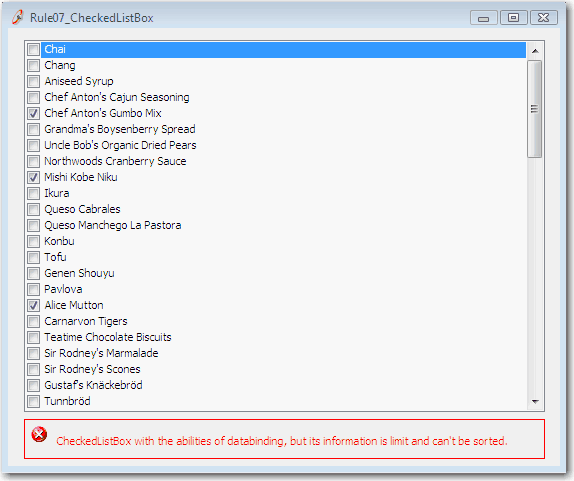 Rule07_CheckedListBox
Chai
Chang
Aniseed Syrup
Chef Anton's Cajun Seasoning
Chef Anton's Gumbo Mix
Grandma's Boysenberry Spread
Uncle Bob's Organic Dried Pears
Northwoods Cranberry Sauce
Mishi Kobe Niku
Ikura
Queso Cabrales
Queso Manchego La Pastora
Konbu
Tofu
Genen Shouyu
Pavlova
Alice Mutton
Carnarvon Tigers
Teatime Chocolate Biscuits
Sir Rodney's Marmalade
Sir Rodney's Scones
Gustaf's Knäckebröd
Tunnbröd
CheckedListBox with the abilities of databinding, but its information is limit and can't be sorted.